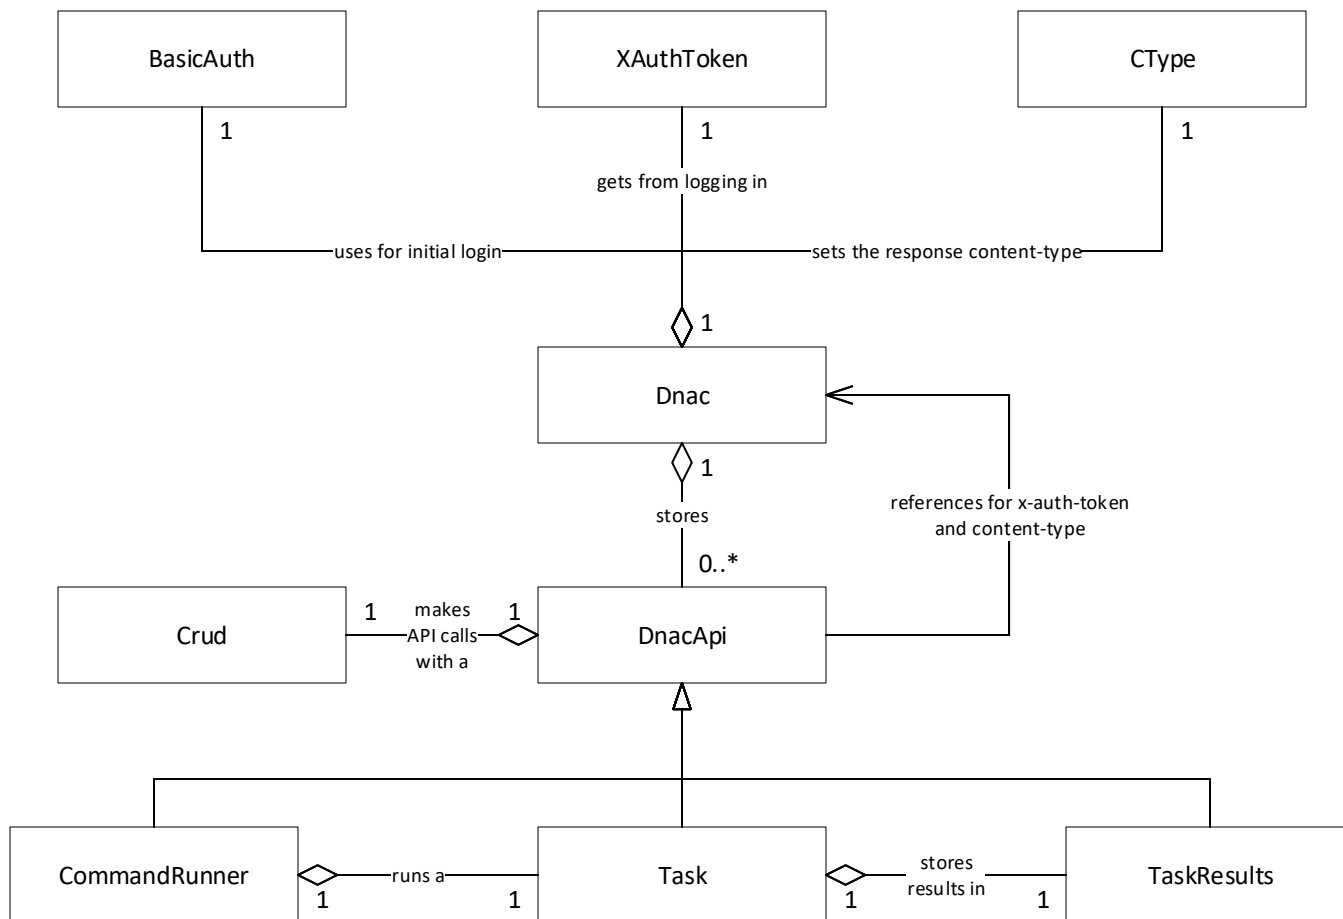 BasicAuth
XAuthToken
CType
1
1
1
gets from logging in
uses for initial login
sets the response content-type
1
Dnac
1
references for x-auth-token
and content-type
stores
0..*
Crud
1
makes
API calls
with a
1
DnacApi
CommandRunner
1
runs a
1
Task
1
stores
results in
1
TaskResults